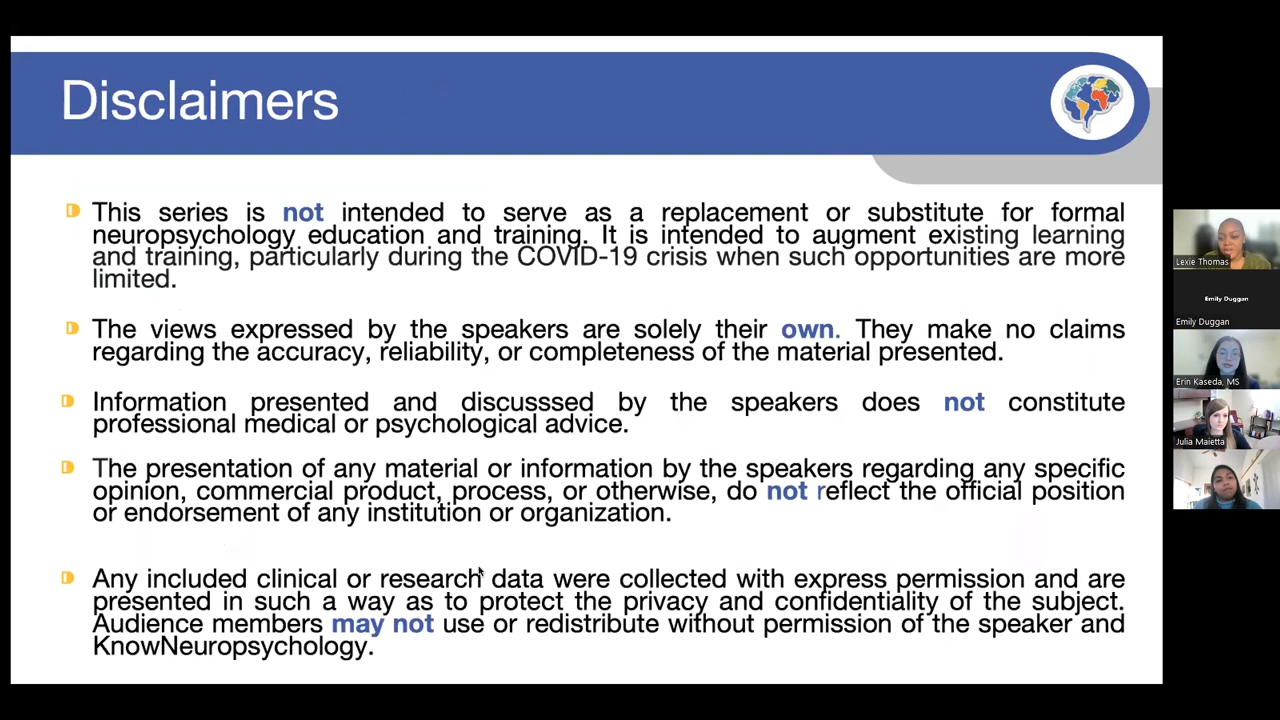 Disclaimers
This series is not intended to serve as a replacement or substitute for formal
neuropsychology education and training. It is intended to augment existing learning
and training, particularly during the COVID-19 crisis when such opportunities are more
limited.
The views expressed by the speakers are solely their own. They make no claims
regarding the accuracy, reliability, or completeness of the material presented.
Information presented and discusssed by the speakers does not constitute
professional medical or psychological advice.
The presentation of any material or information by the speakers regarding any specific
opinion, commercial product, process, or otherwise, do not reflect the official position
or endorsement of any institution or organization.
Any included clinical or research data were collected with express permission and are
presented in such a way as to protect the privacy and confidentiality of the subject.
Audience members may not use or redistribute without permission of the speaker and
KnowNeuropsychology.
Lexie Thomas
Emily Duggan
Emily Duggan
Erin Kaseda, MS
Julia Maietta